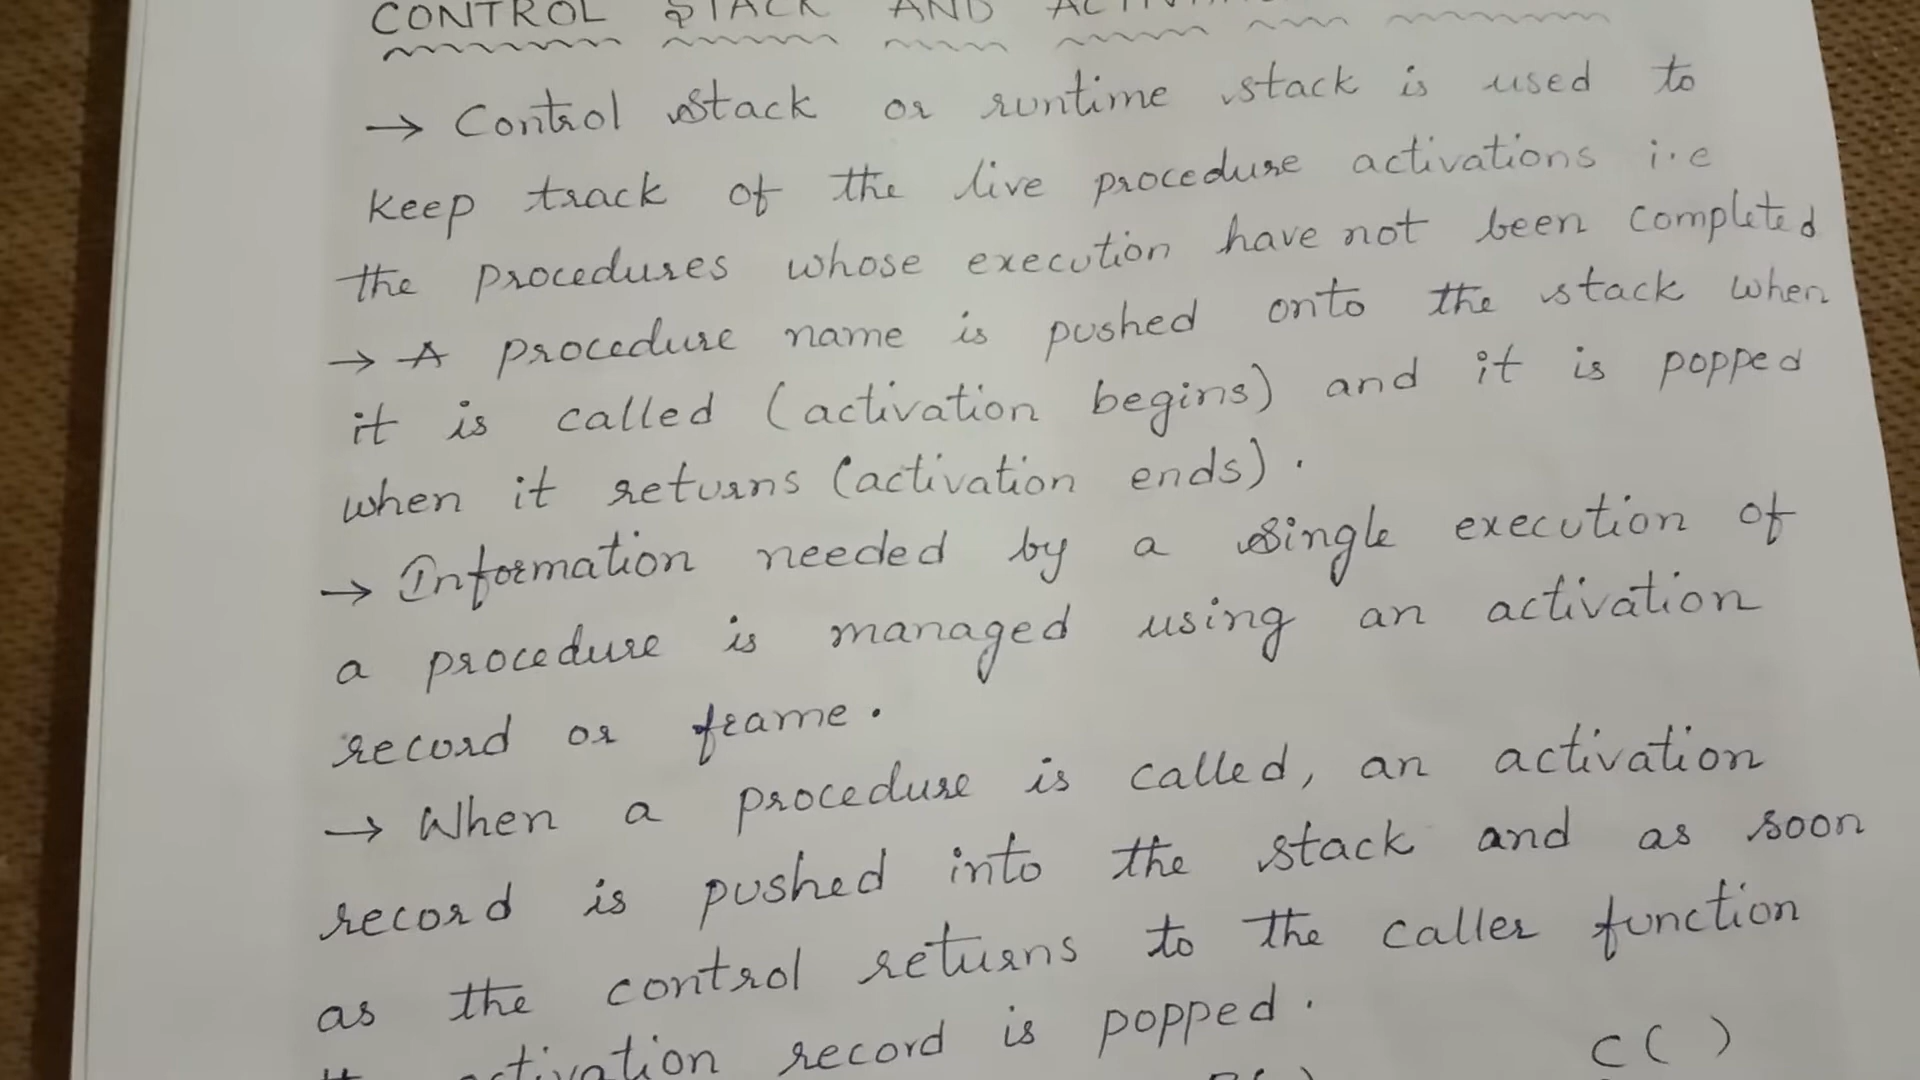 CONTROL STACK AND
→ Control stack or runtime stack is used to
keep track of the live procedure activations i.e
the procedures whose execution have not been completed
→ A procedure name is pushed onto the stack when
it is called (activation begins) and it is popped
when it returns (activation ends).
→ Information needed by a single execution of
a procedure is managed using an activation
record or frame.
→ When a procedure is called, an activation
record is pushed into the stack and as soon
as the control returns to the caller function
activation record is popped.
C( )